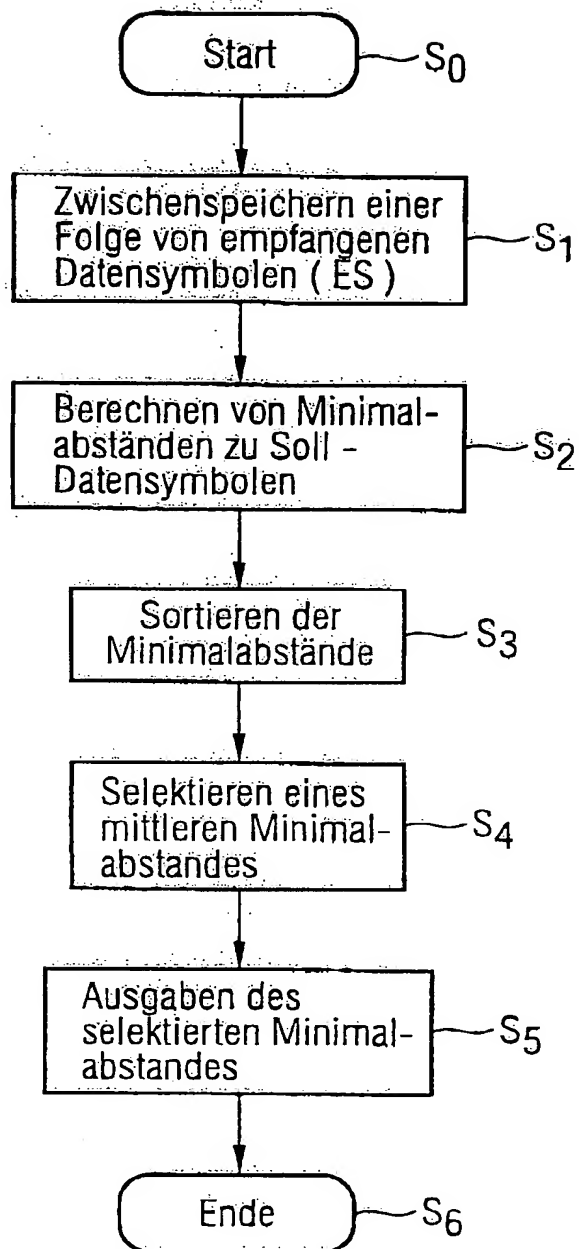 Start
S0
Zwischenspeichern einer
Folge von empfangenen
Datensymbolen ( ES )
S1
Berechnen von Minimal-
abständen zu Soll -
Datensymbolen
S2
Sortieren der
Minimalabstände
S3
Selektieren eines
mittleren Minimal-
abstandes
S4
Ausgaben des
selektierten Minimal-
abstandes
S5
Ende
S6